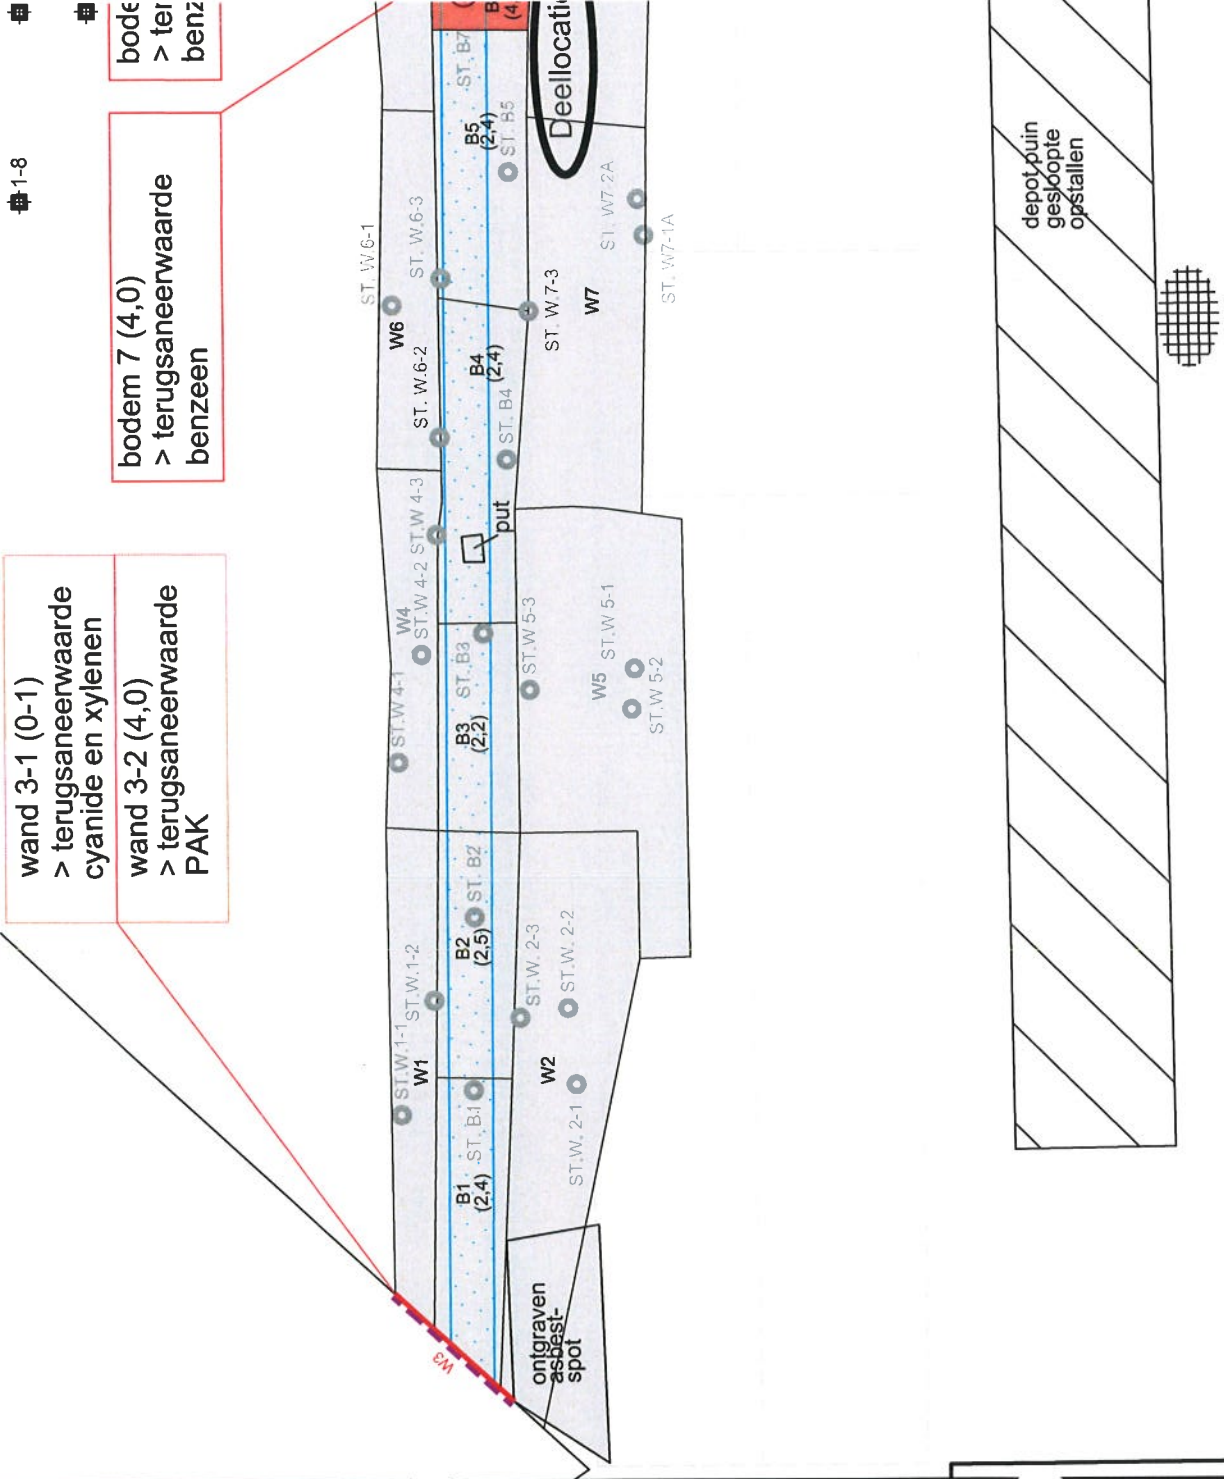 1-8
bode
> ter
benz
bodem 7 (4,0)
> terugsaneerwaarde
benzeen
wand 3-1 (0-1)
> terugsaneerwaarde
cyanide en xylenen
wand 3-2 (4,0)
> terugsaneerwaarde
PAK
ST. W.6-1
W6
ST. W.6-3
ST. W.6-2
ST. B7
B5
(2,4)
ST. B5
B4
(2,4)
ST. B4
Deellocati
ST. W7-2A
ST. W7-1A
ST. W.7-3
W7
put
ST.W 4-3
ST.W 4-2
W4
ST.W 4-1
ST. B3
B3
(2,2)
ST.W 5-3
ST.W 5-1
W5
ST.W 5-2
ST. B2
B2
(2,5)
ST.W.1-2
ST.W.1-1
W1
ST.W. 2-3
ST.W. 2-2
W2
ST.W. 2-1
ST. B1
B1
(2,4)
W3
ontgraven
asbest-
spot
depot puin
gesloopte
opstallen